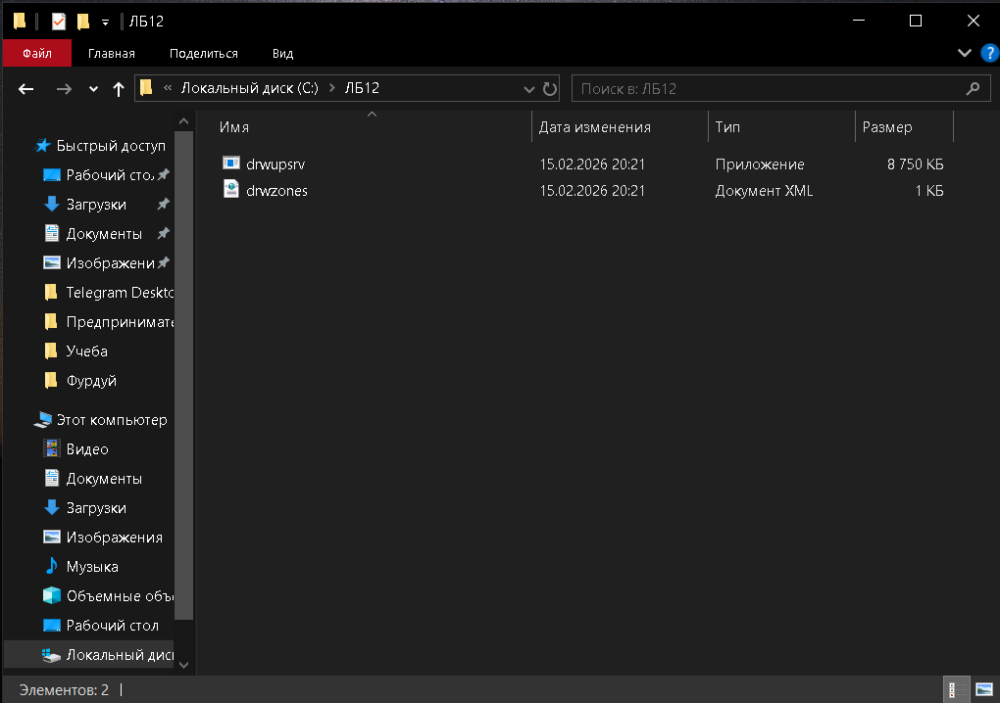 ЛБ12
Файл Главная Поделиться Вид
« Локальный диск (C:) ЛБ12
Поиск в: ЛБ12
Имя Дата изменения Тип Размер
drwupsrv 15.02.2026 20:21 Приложение 8 750 КБ
drwzones 15.02.2026 20:21 Документ XML 1 КБ
Быстрый доступ
Рабочий сто
Загрузки
Документы
Изображени
Telegram Deskto
Предпринимате
Учеба
Фурдуй
Этот компьютер
Видео
Документы
Загрузки
Изображения
Музыка
Объемные объ
Рабочий стол
Локальный дис
Элементов: 2